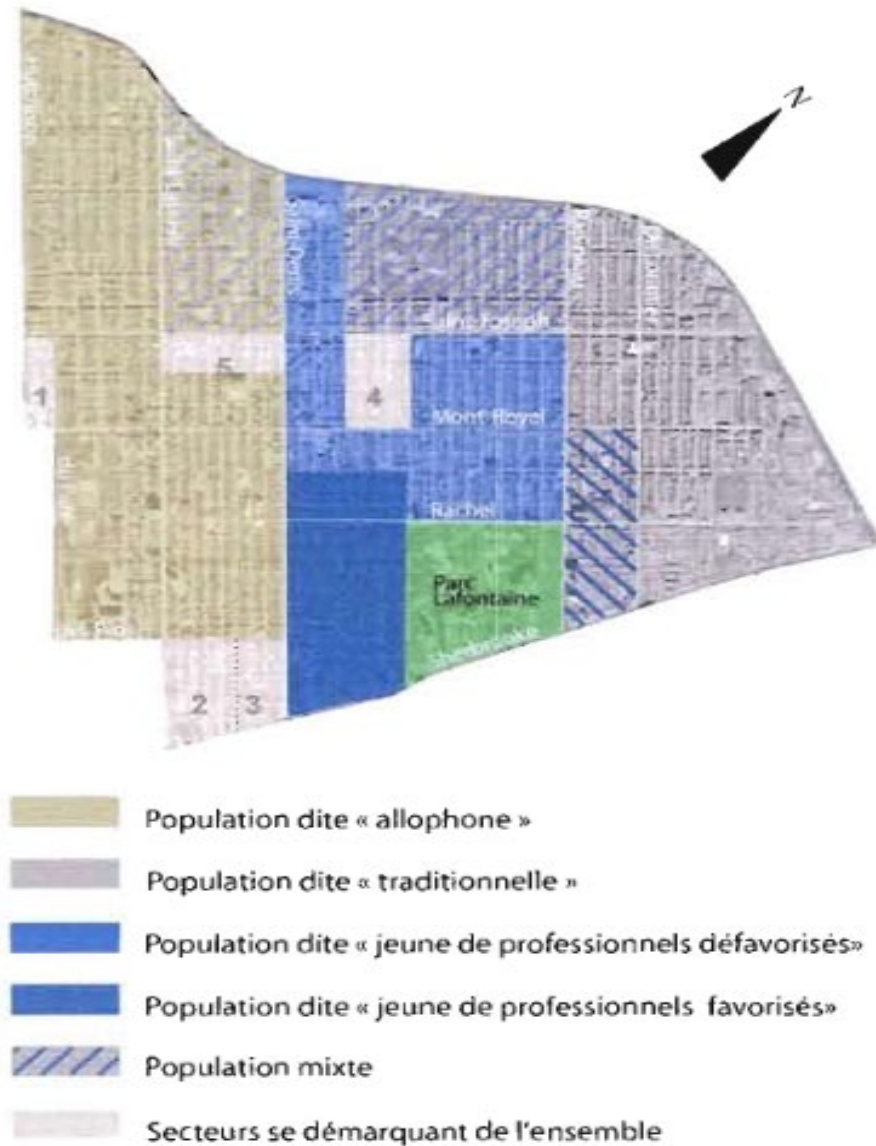 N
Saint-Denis
Saint-Joseph
1
5
4
Mont-Royal
Rachel
Parc
Lafontaine
Sherbrooke
2
3
Population dite « allophone »
Population dite « traditionnelle »
Population dite « jeune de professionnels défavorisés»
Population dite « jeune de professionnels favorisés»
Population mixte
Secteurs se démarquant de l'ensemble